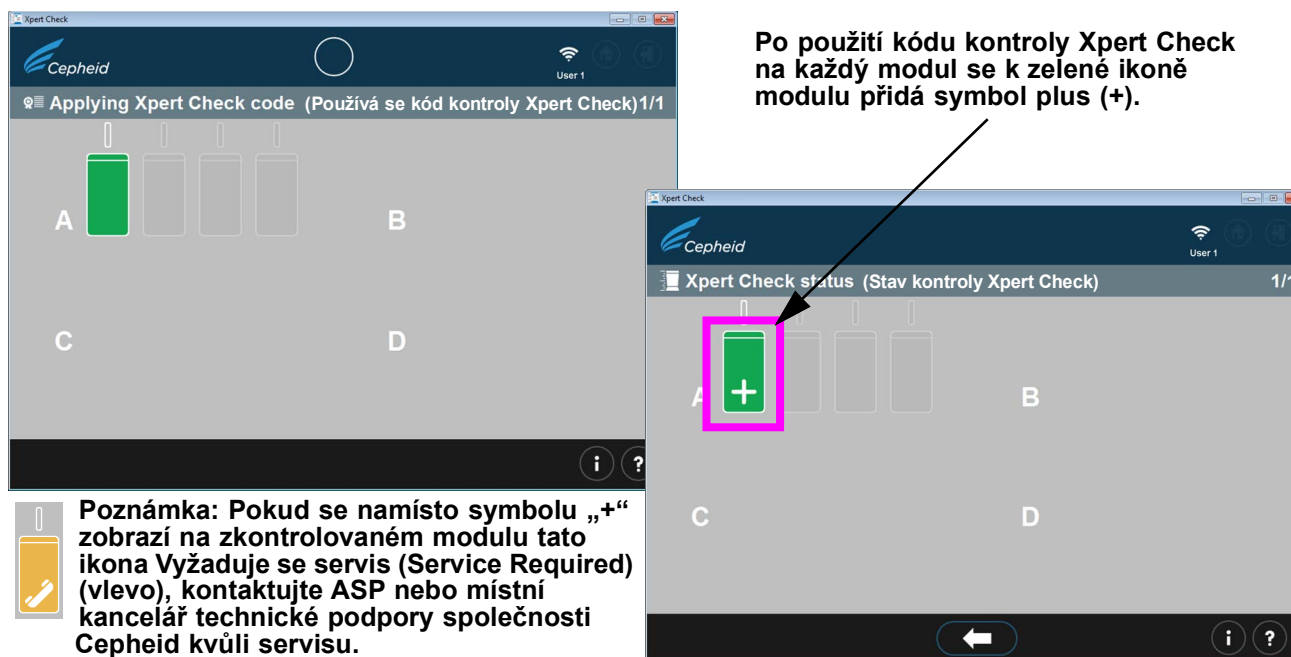 Xpert Check
Cepheid
User 1
Applying Xpert Check code (Používá se kód kontroly Xpert Check) 1/1
A
B
C
D
i ?
Po použití kódu kontroly Xpert Check
na každý modul se k zelené ikoně
modulu přidá symbol plus (+).
Xpert Check
Cepheid
User 1
Xpert Check status (Stav kontroly Xpert Check) 1/1
A
+
B
C
D
i ?
Poznámka: Pokud se namísto symbolu „+“
zobrazí na zkontrolovaném modulu tato
ikona Vyžaduje se servis (Service Required)
(vlevo), kontaktujte ASP nebo místní
kancelář technické podpory společnosti
Cepheid kvůli servisu.